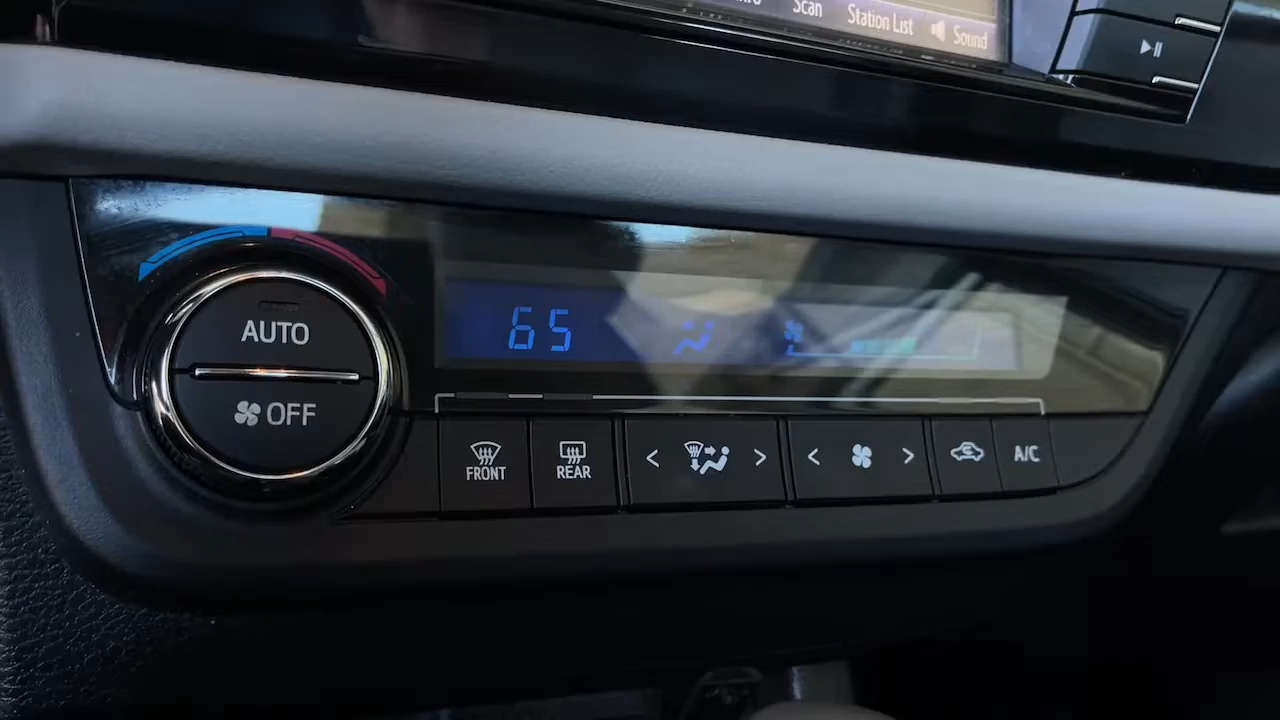 Scan
Station List
Sound
AUTO
OFF
65
FRONT
REAR
< >
< >
A/C